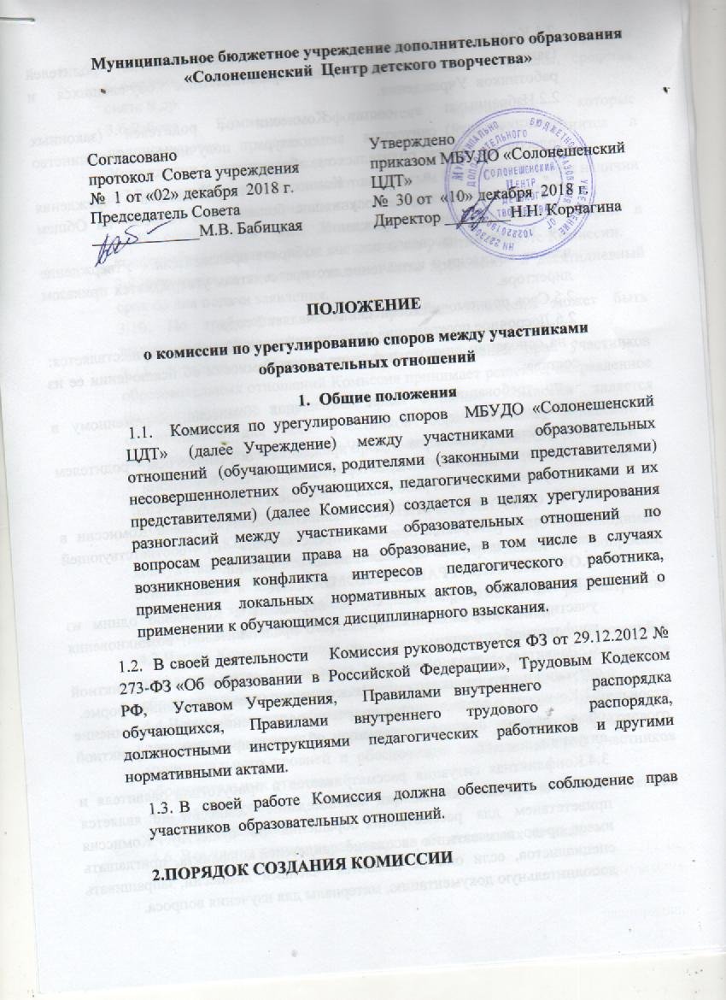 Муниципальное бюджетное учреждение дополнительного образования
«Солонешенский Центр детского творчества»
Согласовано
протокол Совета учреждения
№ 1 от «02» декабря 2018 г.
Председатель Совета
_____________М.В. Бабицкая
Утверждено
приказом МБУДО «Солонешенский
ЦДТ»
№ 30 от «10» декабря 2018 г.
Директор ________Н.Н. Корчагина
СОЛОНЕШЕНСКИЙ
ЦЕНТР
ДЕТСКОГО
ТВОРЧЕСТВА
ПОЛОЖЕНИЕ
о комиссии по урегулированию споров между участниками
образовательных отношений
1. Общие положения
1.1. Комиссия по урегулированию споров МБУДО «Солонешенский
ЦДТ» (далее Учреждение) между участниками образовательных
отношений (обучающимися, родителями (законными представителями)
несовершеннолетних обучающихся, педагогическими работниками и их
представителями) (далее Комиссия) создается в целях урегулирования
разногласий между участниками образовательных отношений по
вопросам реализации права на образование, в том числе в случаях
возникновения конфликта интересов педагогического работника,
применения локальных нормативных актов, обжалования решений о
применении к обучающимся дисциплинарного взыскания.
1.2. В своей деятельности Комиссия руководствуется ФЗ от 29.12.2012 №
273-ФЗ «Об образовании в Российской Федерации», Трудовым Кодексом
РФ, Уставом Учреждения, Правилами внутреннего распорядка
обучающихся, Правилами внутреннего трудового распорядка,
должностными инструкциями педагогических работников и другими
нормативными актами.
1.3. В своей работе Комиссия должна обеспечить соблюдение прав
участников образовательных отношений.
2.ПОРЯДОК СОЗДАНИЯ КОМИССИИ